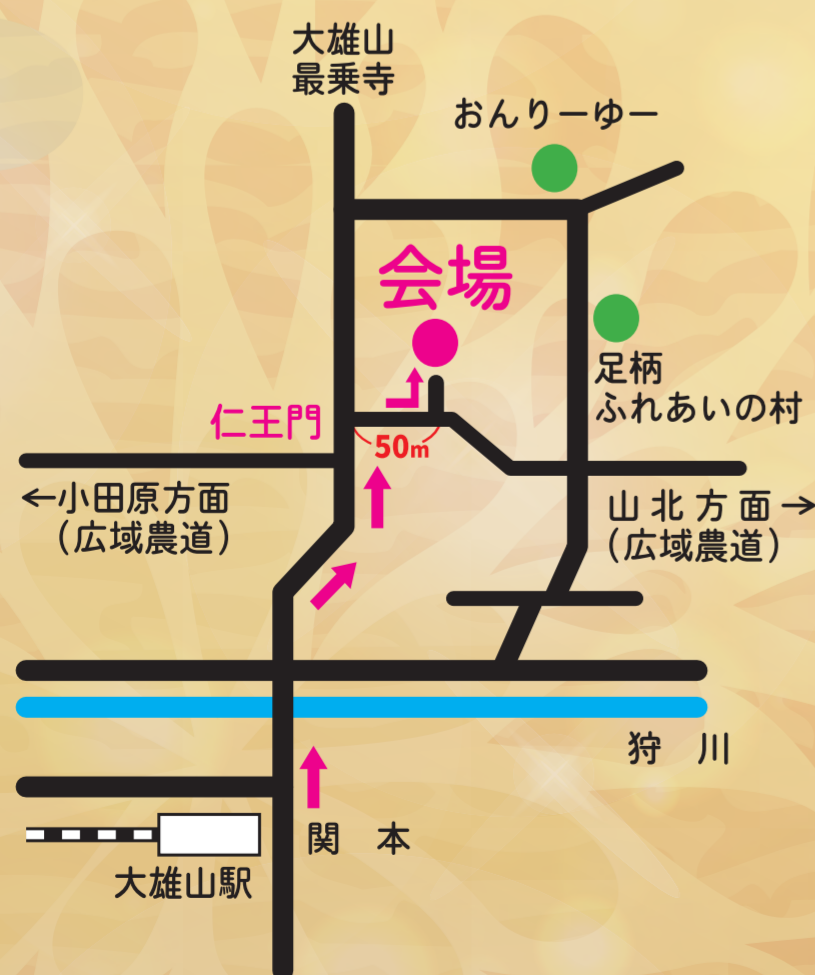 大雄山
最乗寺
おんりーゆー
会場
足柄
ふれあいの村
仁王門
50m
←小田原方面
（広域農道）
山北方面→
（広域農道）
狩 川
関 本
大雄山駅